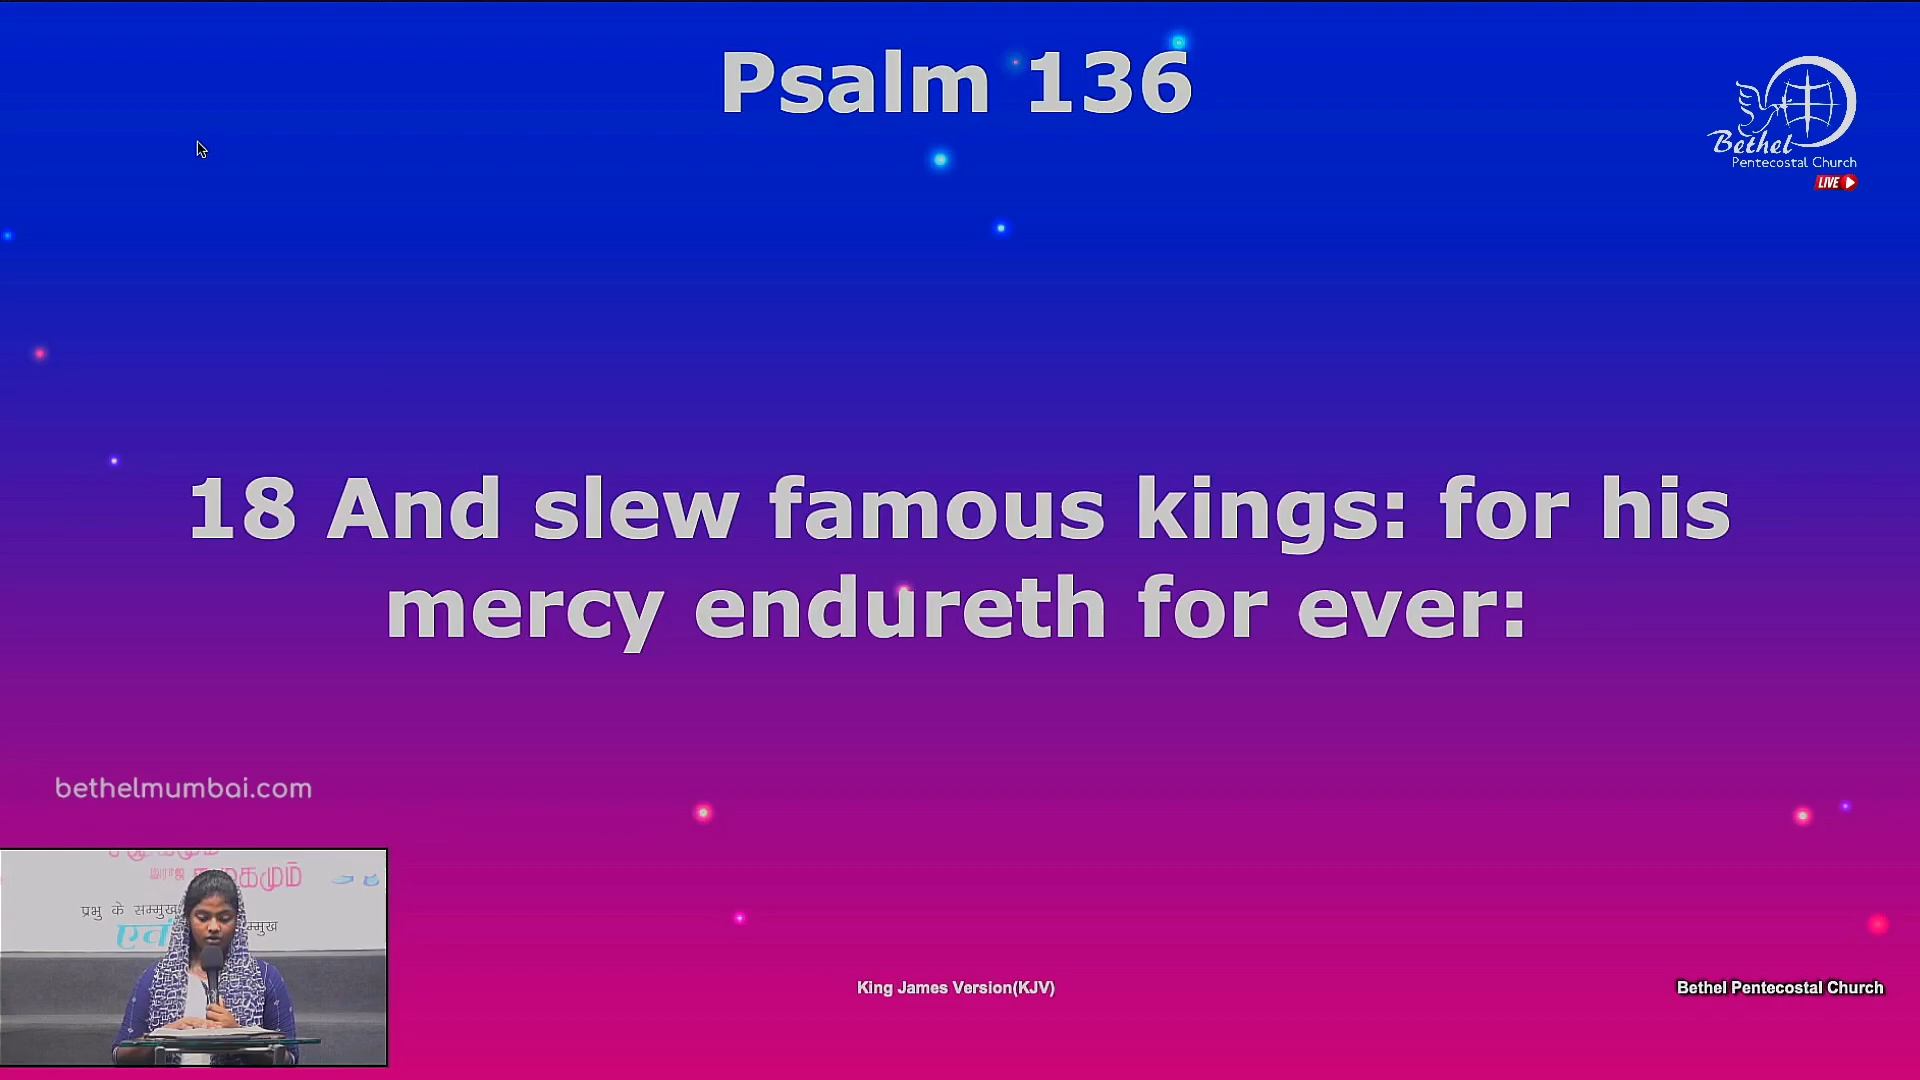 Psalm 136
Bethel
Pentecostal Church
LIVE
18 And slew famous kings: for his
mercy endureth for ever:
bethelmumbai.com
प्रभु के सम्मुख
एवं
King James Version(KJV)
Bethel Pentecostal Church